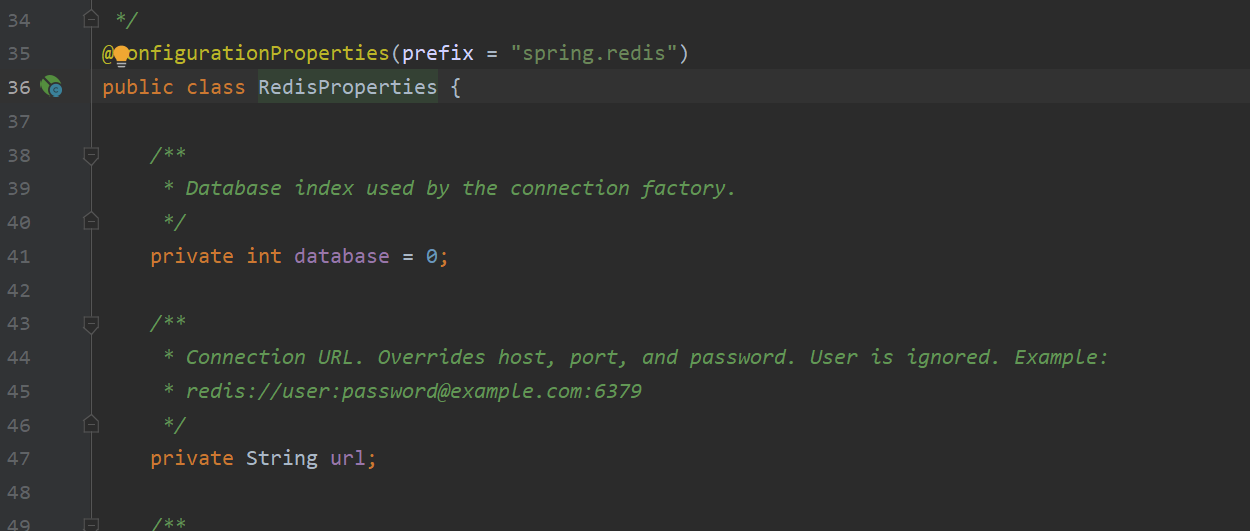 34 */
35 @ConfigurationProperties(prefix = "spring.redis")
36 public class RedisProperties {
37
38 /**
39 * Database index used by the connection factory.
40 */
41 private int database = 0;
42
43 /**
44 * Connection URL. Overrides host, port, and password. User is ignored. Example:
45 * redis://user:password@example.com:6379
46 */
47 private String url;
48
49 /**